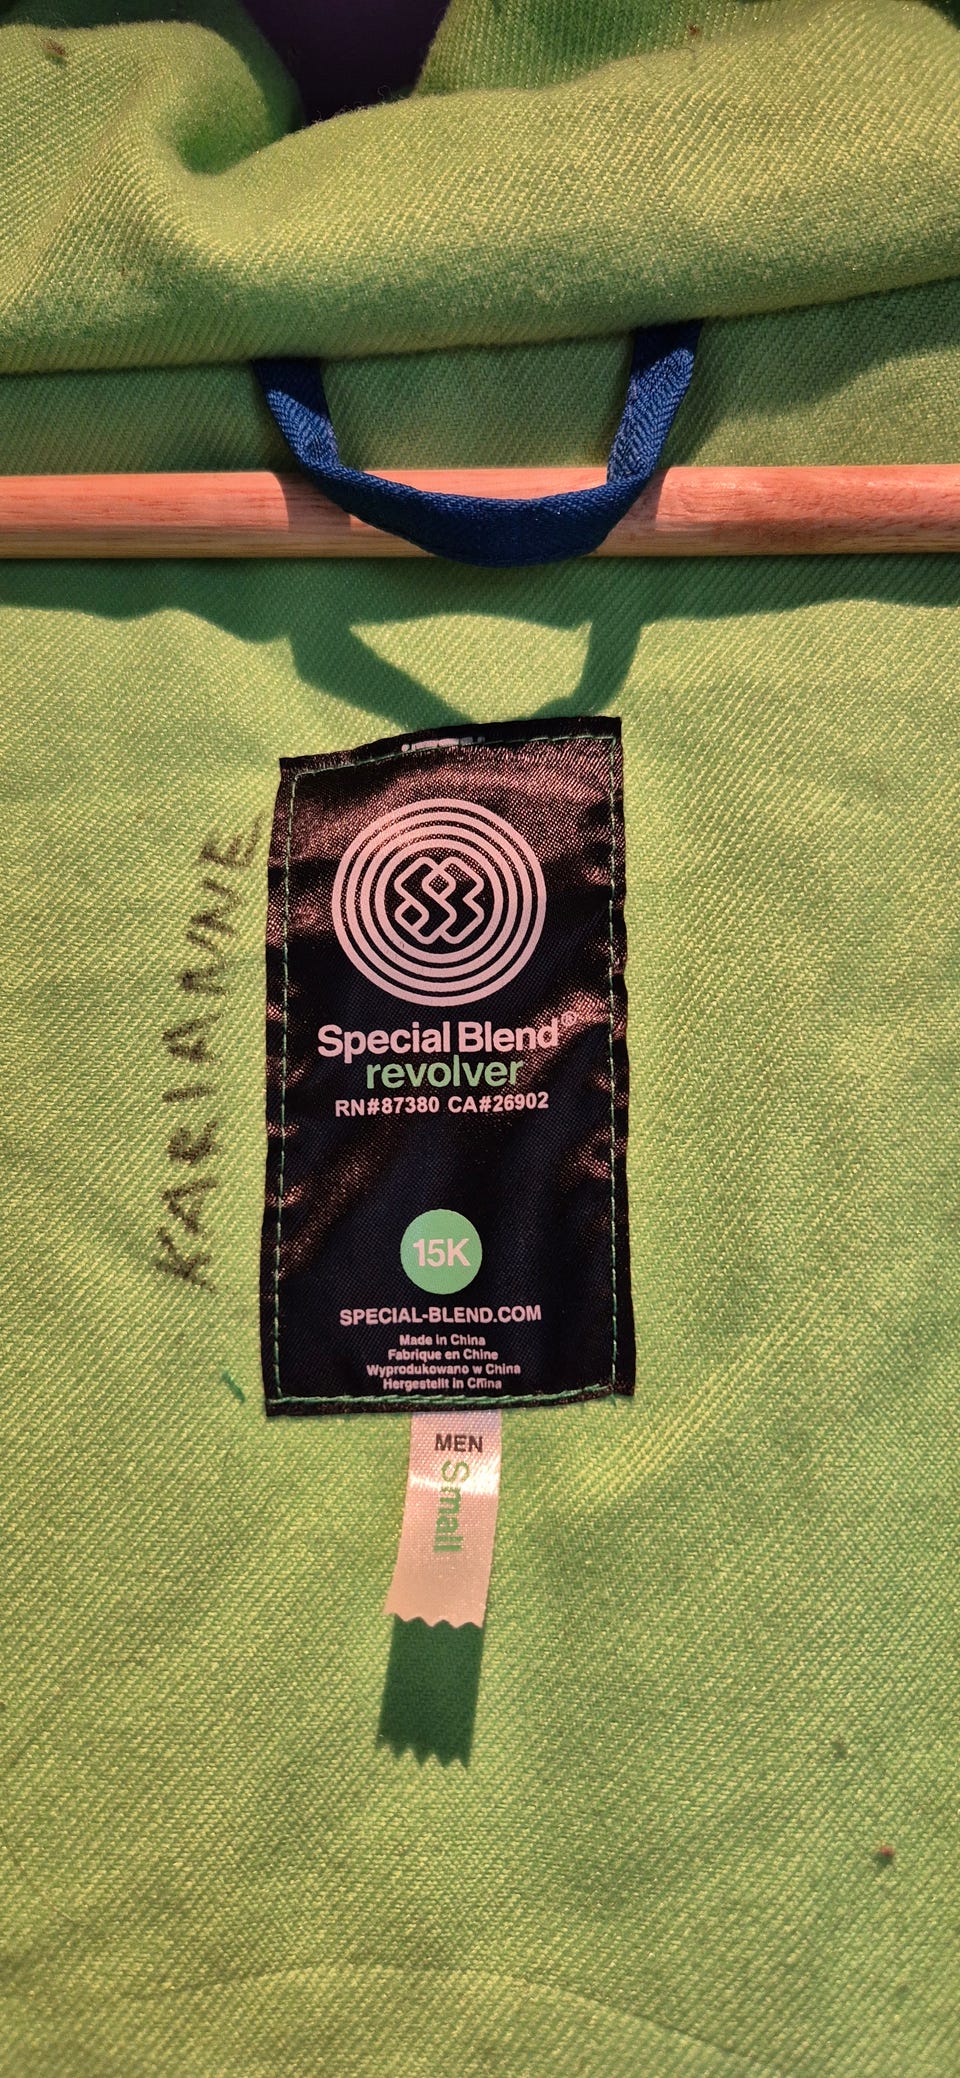 KARIANNE
Special Blend®
revolver
RN#87380 CA#26902
15K
SPECIAL-BLEND.COM
Made in China
Fabrique en Chine
Wyprodukowano w China
Hergestellt in China
MEN
Small